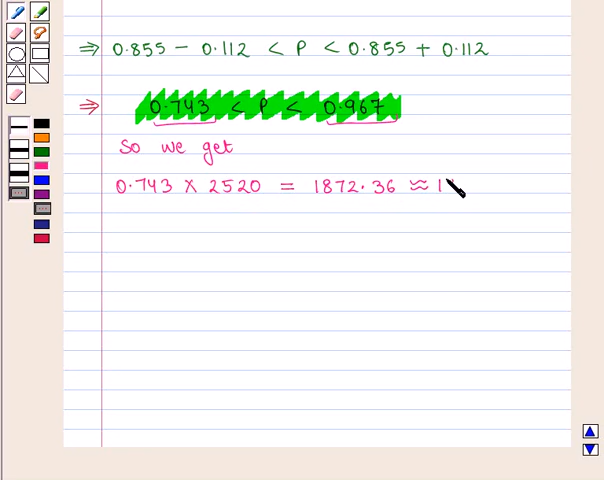 ⇒ 0.855 - 0.112 < P < 0.855 + 0.112
⇒ 0.743 < P < 0.967
So we get
0.743 × 2520 = 1872.36 ≈ 1